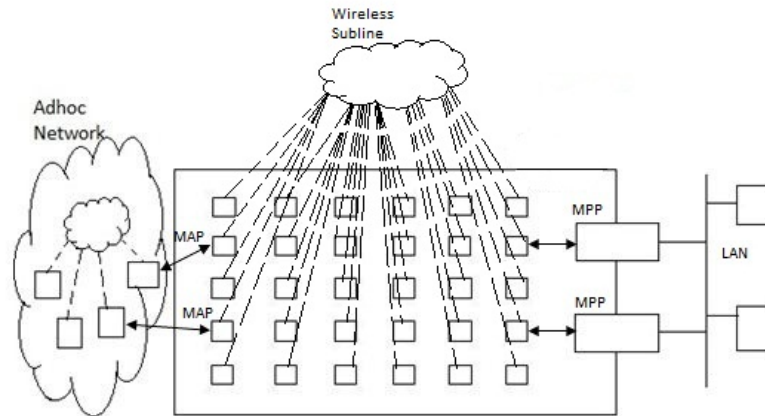 Wireless
Subline
Adhoc
Network
MAP
MPP
LAN
MAP
MPP